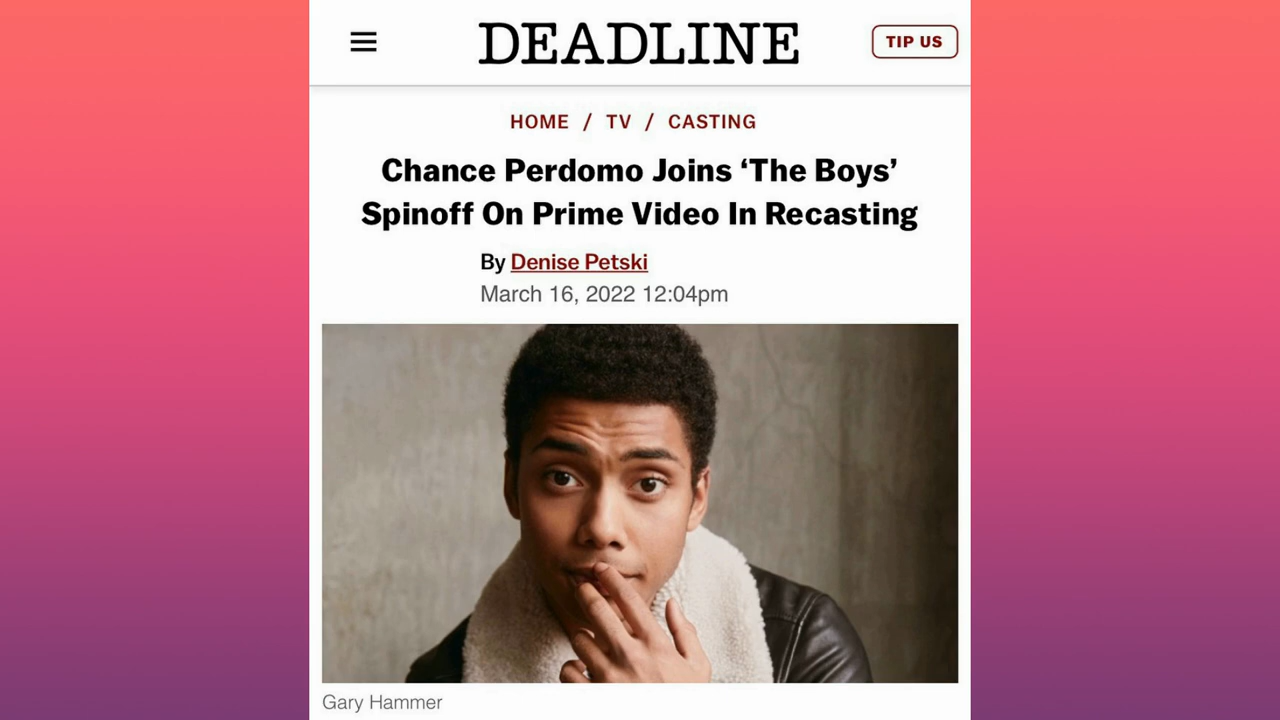 DEADLINE
TIP US
HOME / TV / CASTING
Chance Perdomo Joins ‘The Boys’
Spinoff On Prime Video In Recasting
By Denise Petski
March 16, 2022 12:04pm
Gary Hammer